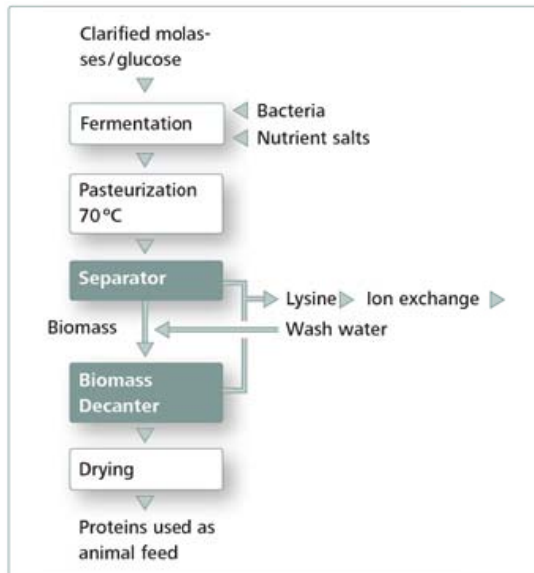 Clarified molas-
ses/glucose
Fermentation
Bacteria
Nutrient salts
Pasteurization
70°C
Separator
Lysine
Ion exchange
Biomass
Wash water
Biomass
Decanter
Drying
Proteins used as
animal feed